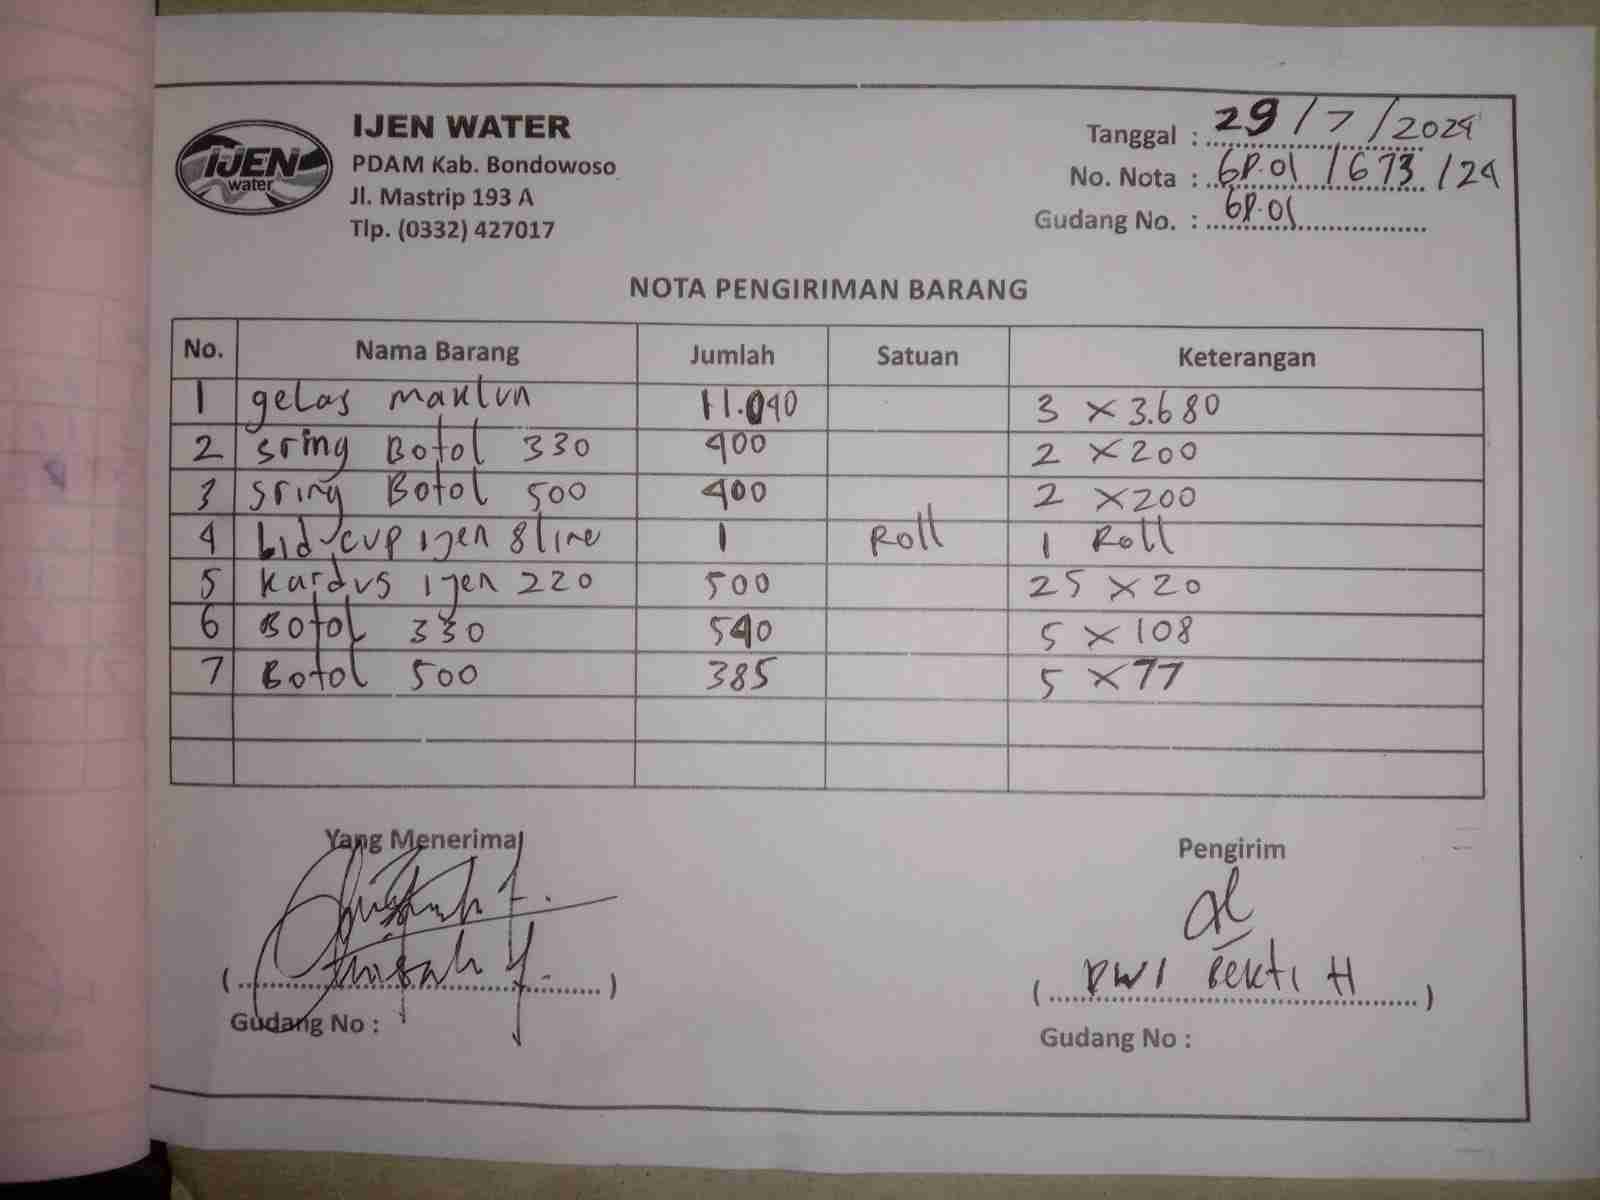 IJEN
water
IJEN WATER
PDAM Kab. Bondowoso
Jl. Mastrip 193 A
Tlp. (0332) 427017
Tanggal : 29/7/2024
No. Nota : GP.01/673/24
Gudang No. : GP.01
NOTA PENGIRIMAN BARANG
No. Nama Barang Jumlah Satuan Keterangan
1 gelas maklun 11.040 3 x 3.680
2 sring Botol 330 400 2 x 200
3 sring Botol 500 400 2 x 200
4 Lid cup ijen 8 line 1 Roll 1 Roll
5 kardus ijen 220 500 25 x 20
6 Botol 330 540 5 x 108
7 Botol 500 385 5 x 77
Yang Menerima Pengirim
(..........) (DWI Bekti H)
Gudang No : Gudang No :